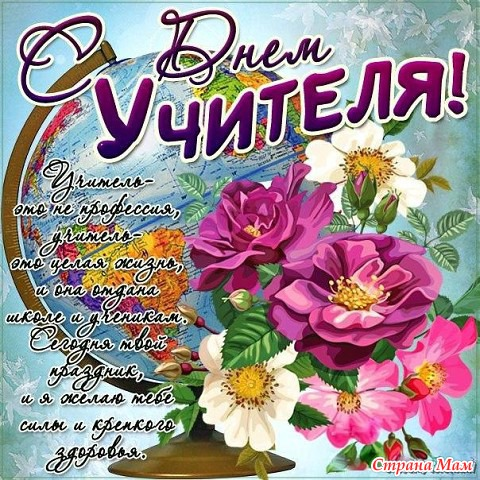 С Днем
УЧИТЕЛЯ!
Учитель-
это не профессия,
учитель-
это целая жизнь,
и она отдана
школе и ученикам.
Сегодня твой
праздник,
и я желаю тебе
силы и крепкого
здоровья.
Страна Мам